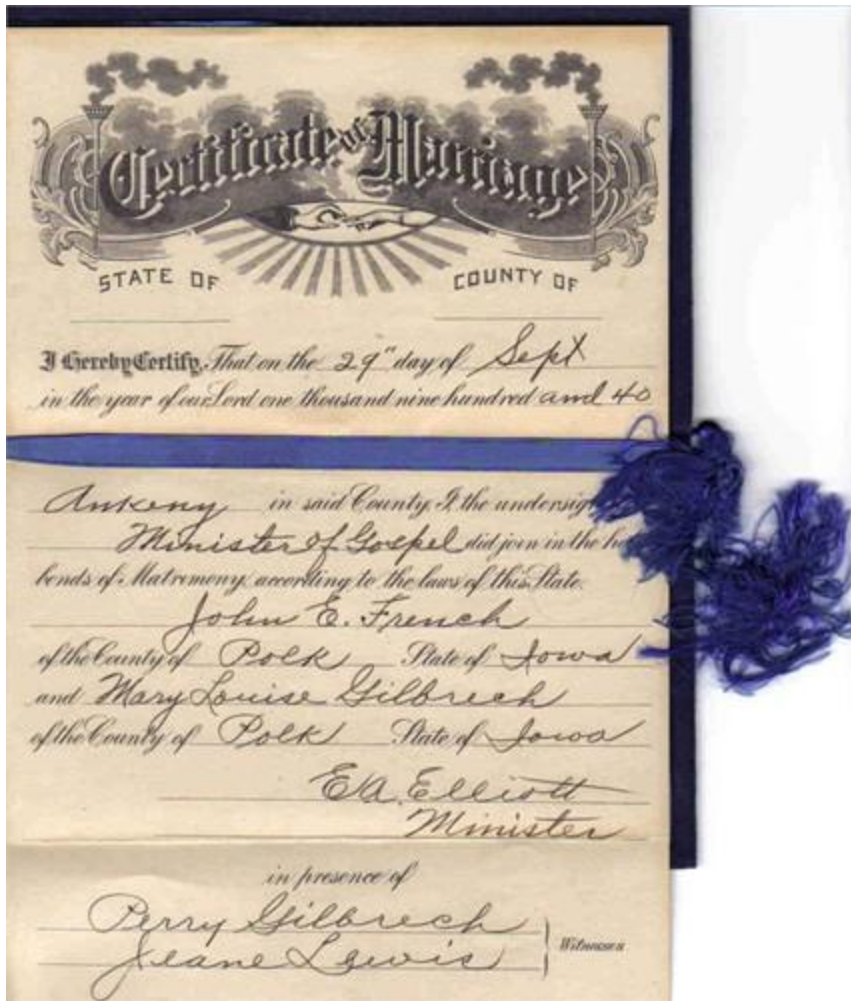 Certificate of Marriage
STATE OF COUNTY OF
I Hereby Certify, That on the 29" day of Sept
in the year of our Lord one thousand nine hundred and 40
Ankeny in said County, I, the undersig
Minister of Gospel did join in the ho
bonds of Matrimony, according to the laws of this State.
John E. French
of the County of Polk State of Iowa
and Mary Louise Gilbrech
of the County of Polk State of Iowa
E.A. Elliott
Minister
in presence of
Perry Gilbrech
Jeane Lewis
Witnesses